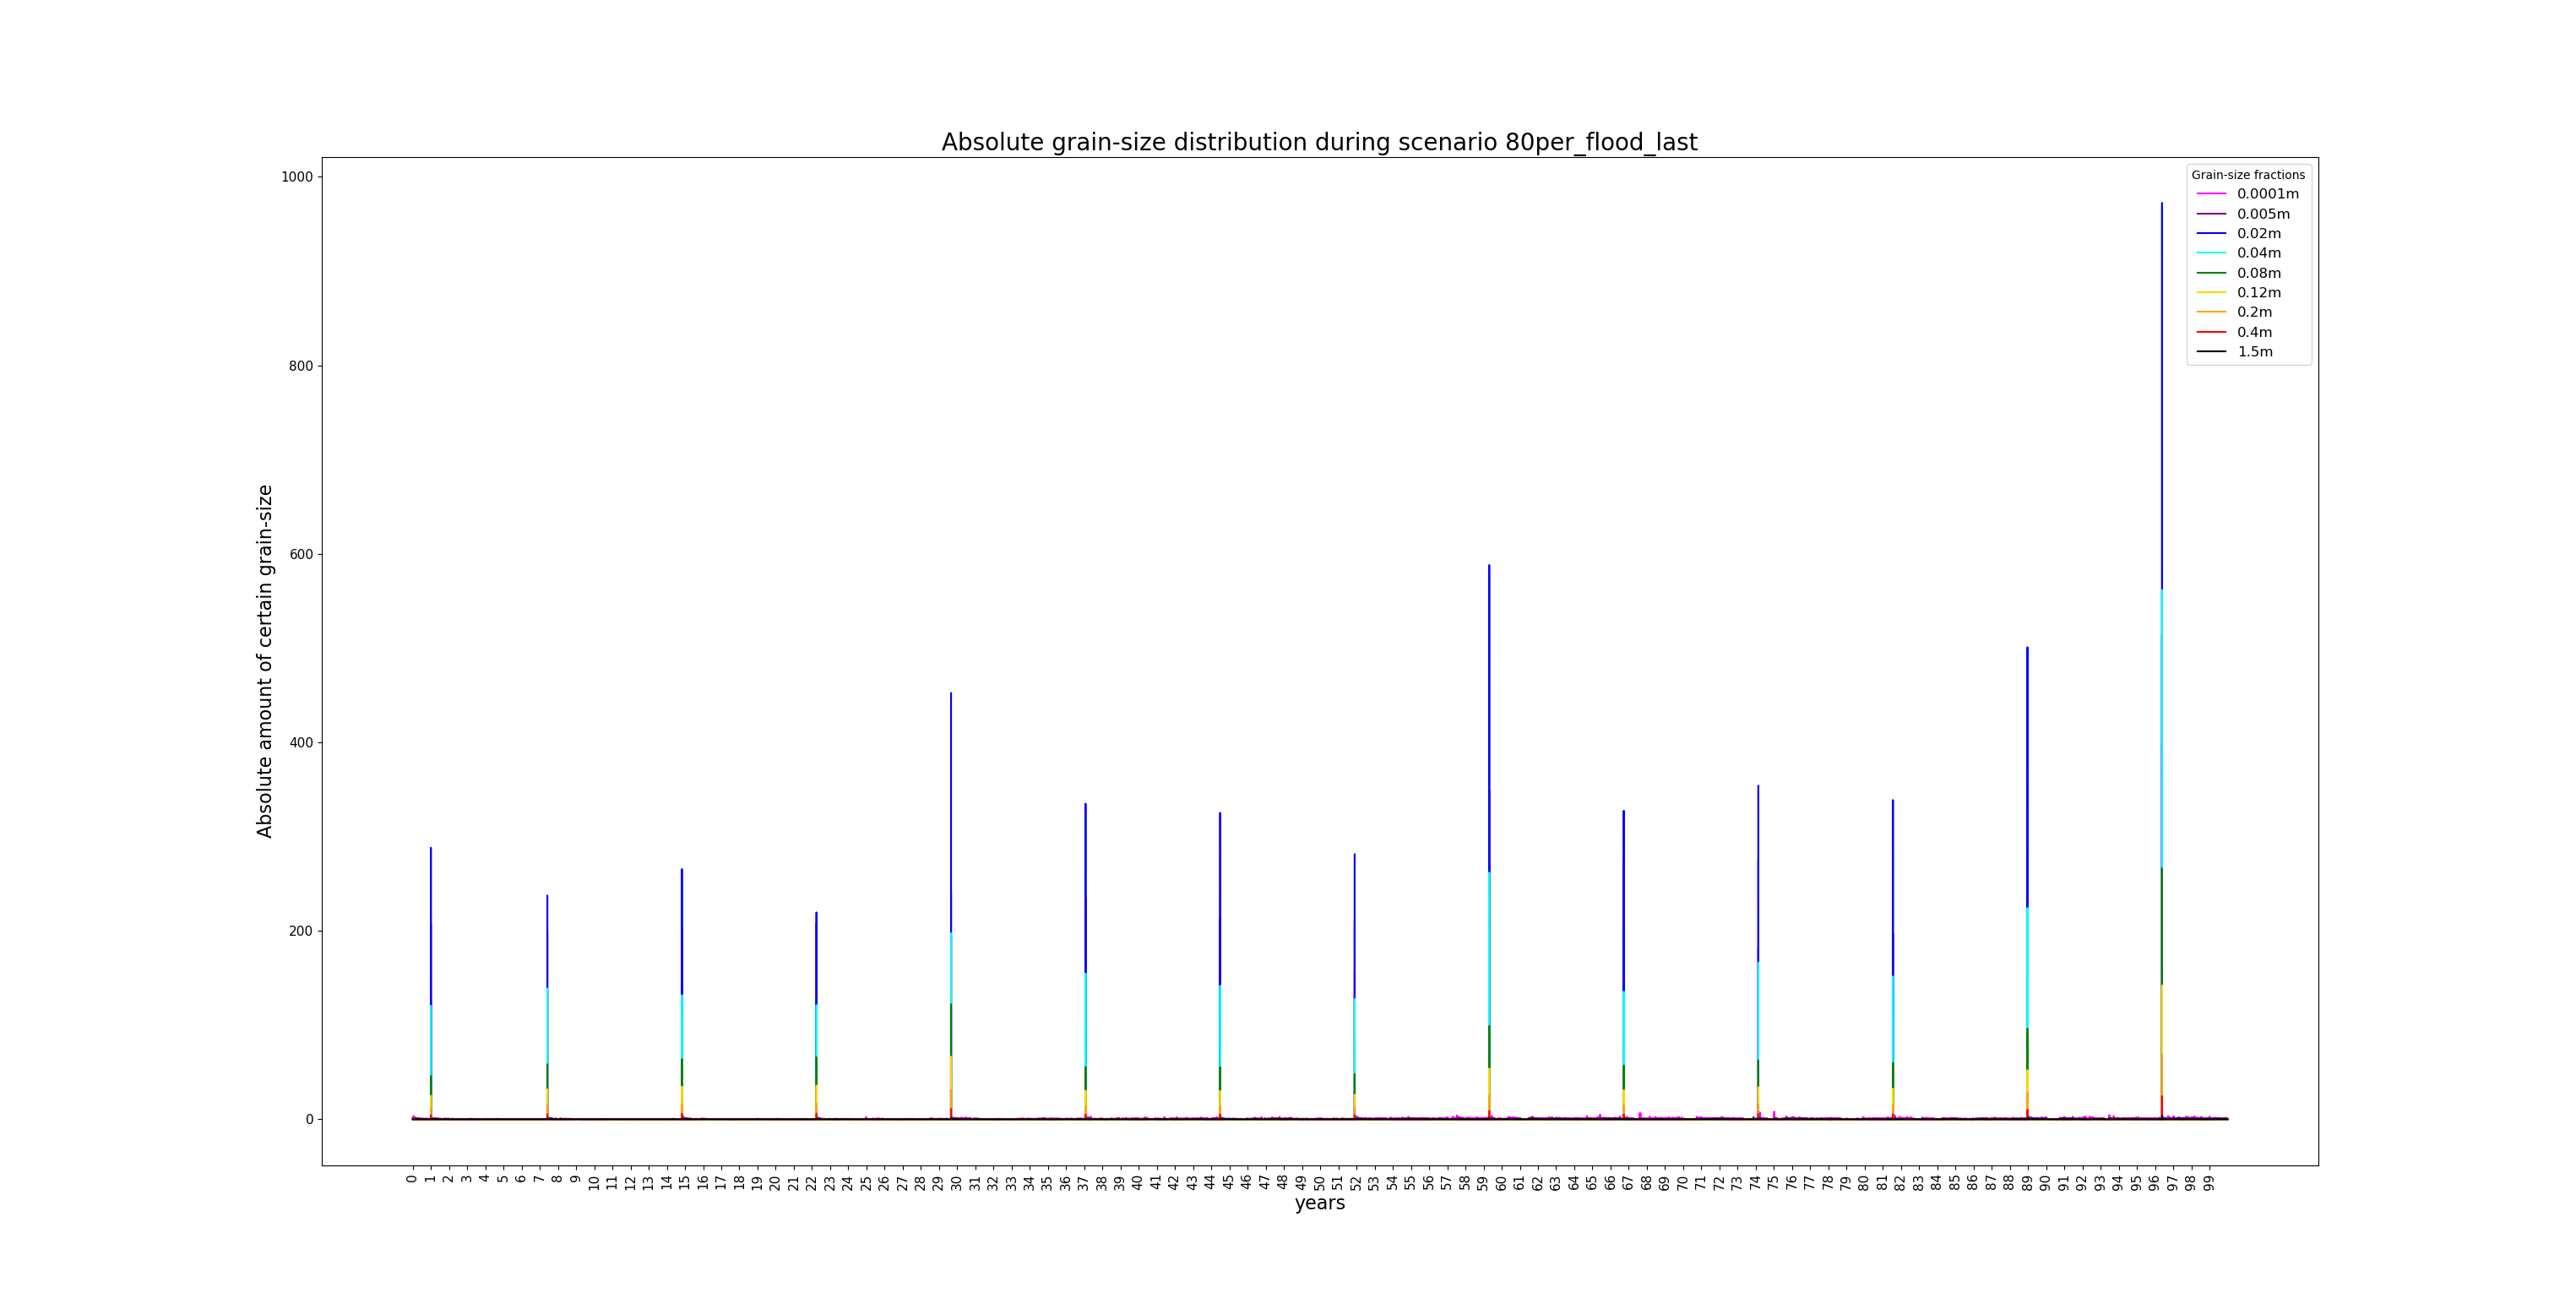 Absolute grain-size distribution during scenario 80per_flood_last
1000
800
600
400
200
0
Absolute amount of certain grain-size
Grain-size fractions
0.0001m
0.005m
0.02m
0.04m
0.08m
0.12m
0.2m
0.4m
1.5m
0 1 2 3 4 5 6 7 8 9 10 11 12 13 14 15 16 17 18 19 20 21 22 23 24 25 26 27 28 29 30 31 32 33 34 35 36 37 38 39 40 41 42 43 44 45 46 47 48 49 50 51 52 53 54 55 56 57 58 59 60 61 62 63 64 65 66 67 68 69 70 71 72 73 74 75 76 77 78 79 80 81 82 83 84 85 86 87 88 89 90 91 92 93 94 95 96 97 98 99
years